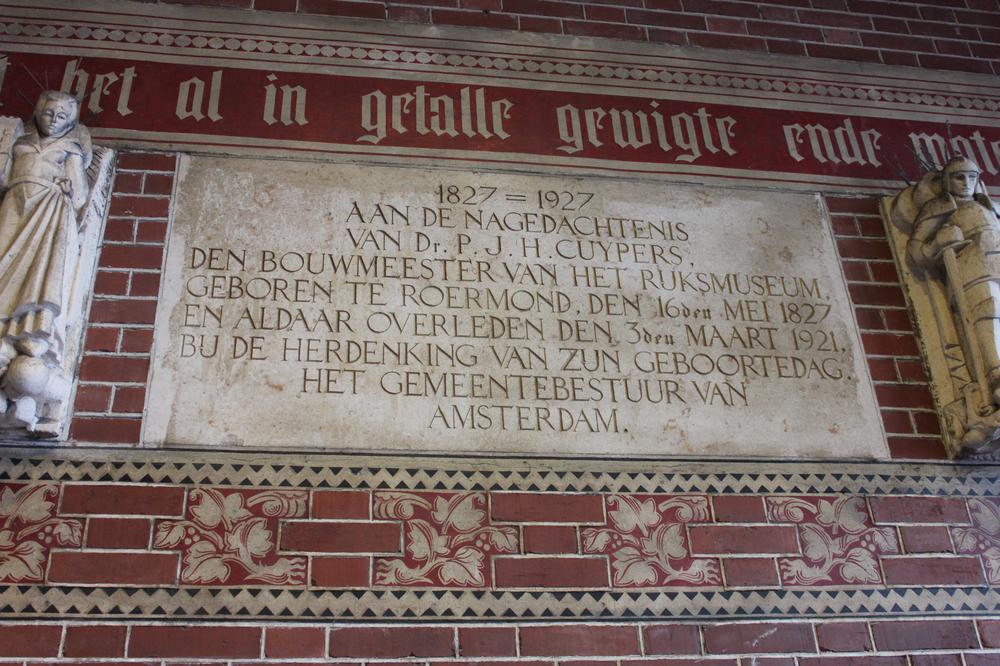 het al in getalle gewigte ende mate
1827 = 1927
AAN DE NAGEDACHTENIS
VAN Dr. P. J. H. CUYPERS,
DEN BOUWMEESTER VAN HET RIJKSMUSEUM,
GEBOREN TE ROERMOND, DEN 16den MEI 1827
EN ALDAAR OVERLEDEN DEN 3den MAART 1921,
BIJ DE HERDENKING VAN ZIJN GEBOORTEDAG,
HET GEMEENTEBESTUUR VAN
AMSTERDAM.